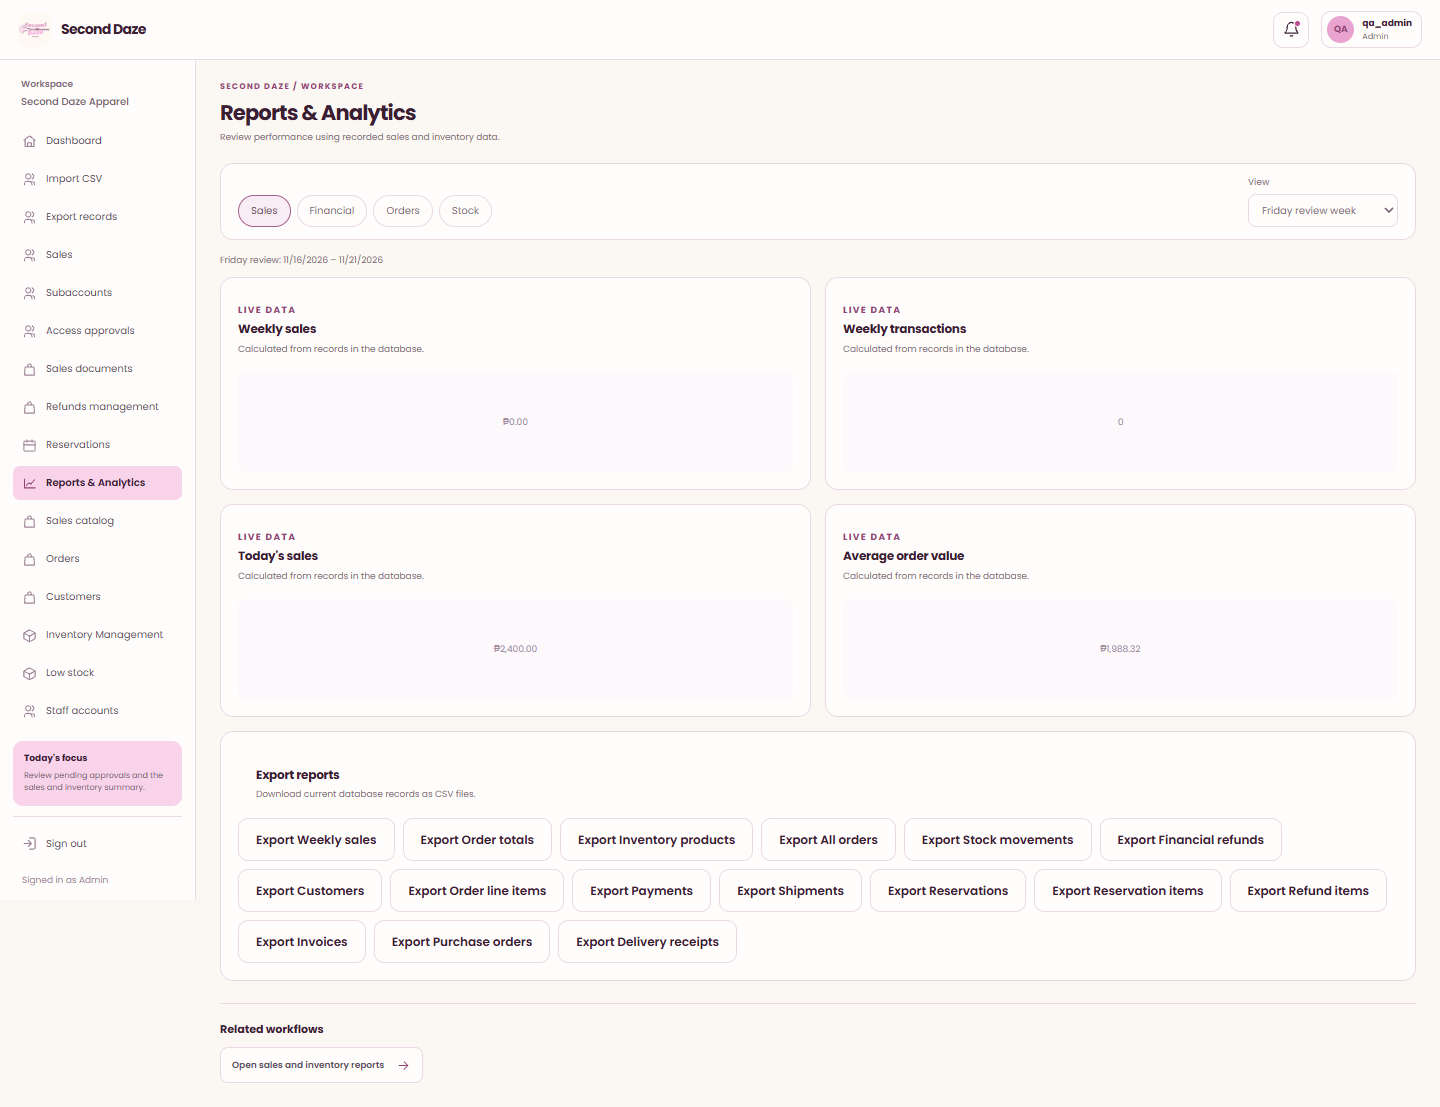 Second Daze
qa_admin
QA
Admin
Workspace
Second Daze Apparel
Dashboard
Import CSV
Export records
Sales
Subaccounts
Access approvals
Sales documents
Refunds management
Reservations
Reports & Analytics
Sales catalog
Orders
Customers
Inventory Management
Low stock
Staff accounts
Today's focus
Review pending approvals and the
sales and inventory summary.
Sign out
Signed in as Admin
SECOND DAZE / WORKSPACE
Reports & Analytics
Review performance using recorded sales and inventory data.
View
Sales Financial Orders Stock
Friday review week
Friday review: 11/16/2026 – 11/21/2026
LIVE DATA
Weekly sales
Calculated from records in the database.
₱0.00
LIVE DATA
Weekly transactions
Calculated from records in the database.
0
LIVE DATA
Today's sales
Calculated from records in the database.
₱2,400.00
LIVE DATA
Average order value
Calculated from records in the database.
₱1,988.32
Export reports
Download current database records as CSV files.
Export Weekly sales Export Order totals Export Inventory products Export All orders Export Stock movements Export Financial refunds
Export Customers Export Order line items Export Payments Export Shipments Export Reservations Export Reservation items Export Refund items
Export Invoices Export Purchase orders Export Delivery receipts
Related workflows
Open sales and inventory reports